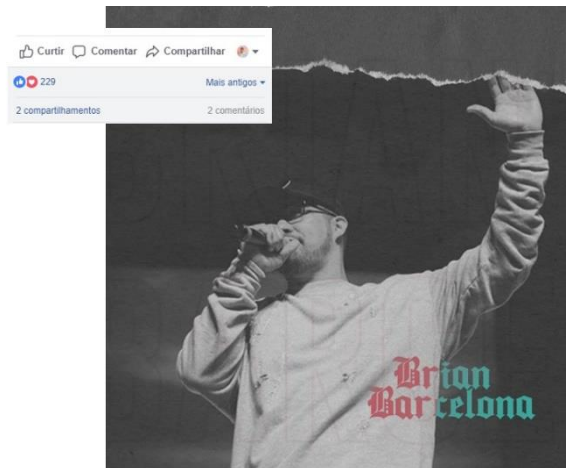 Curtir Comentar Compartilhar
229 Mais antigos
2 compartilhamentos 2 comentários
Brian
Barcelona